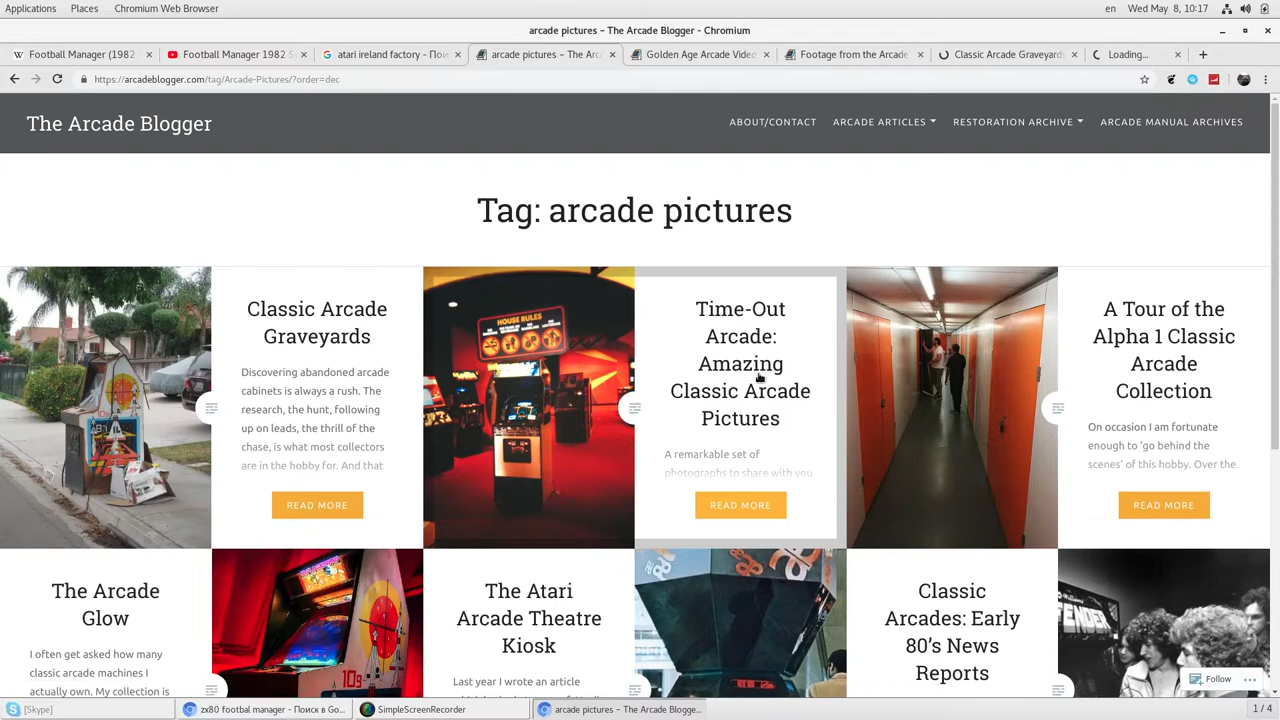 Applications Places Chromium Web Browser en Wed May 8, 10:17
arcade pictures – The Arcade Blogger - Chromium
Football Manager (1982 Football Manager 1982 S atari ireland factory - Пои arcade pictures – The Arc Golden Age Arcade Video Footage from the Arcade Classic Arcade Graveyards Loading...
https://arcadeblogger.com/tag/Arcade-Pictures/?order=dec
The Arcade Blogger ABOUT/CONTACT ARCADE ARTICLES RESTORATION ARCHIVE ARCADE MANUAL ARCHIVES
Tag: arcade pictures
Classic Arcade
Graveyards
Discovering abandoned arcade
cabinets is always a rush. The
research, the hunt, following
up on leads, the thrill of the
chase, is what most collectors
are in the hobby for. And that
READ MORE
HOUSE RULES
Time-Out
Arcade:
Amazing
Classic Arcade
Pictures
A remarkable set of
photographs to share with you
READ MORE
A Tour of the
Alpha 1 Classic
Arcade
Collection
On occasion I am fortunate
enough to ‘go behind the
scenes’ of this hobby. Over the
READ MORE
The Arcade
Glow
I often get asked how many
classic arcade machines I
actually own. My collection is
The Atari
Arcade Theatre
Kiosk
Last year I wrote an article
Classic
Arcades: Early
80’s News
Reports
DEFENDER
Follow
[Skype] zx80 footbal manager - Поиск в Go... SimpleScreenRecorder arcade pictures – The Arcade Blogge... 1 / 4